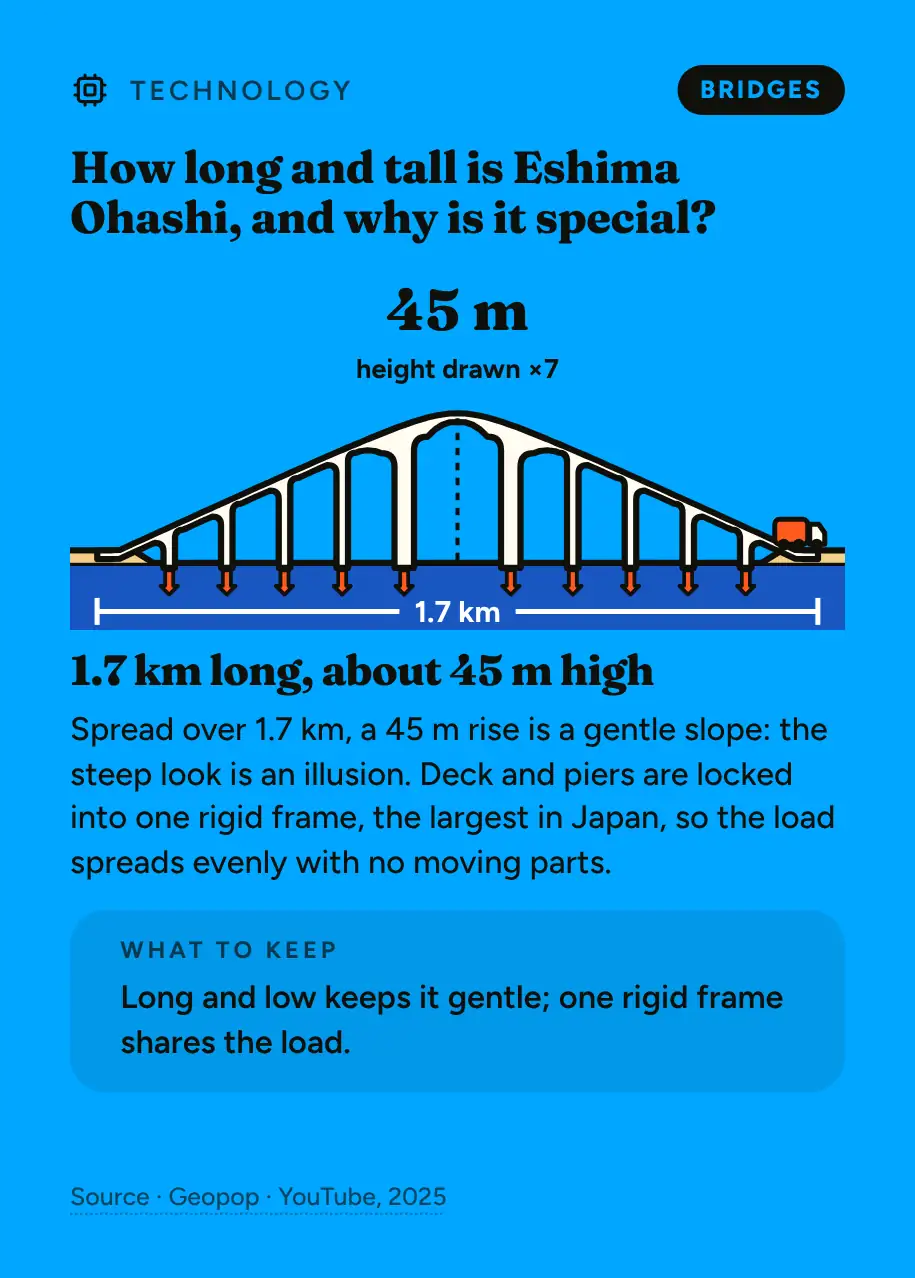 TECHNOLOGY
BRIDGES
How long and tall is Eshima
Ohashi, and why is it special?
45 m
height drawn ×7
1.7 km
1.7 km long, about 45 m high
Spread over 1.7 km, a 45 m rise is a gentle slope: the
steep look is an illusion. Deck and piers are locked
into one rigid frame, the largest in Japan, so the load
spreads evenly with no moving parts.
WHAT TO KEEP
Long and low keeps it gentle; one rigid frame
shares the load.
Source · Geopop · YouTube, 2025